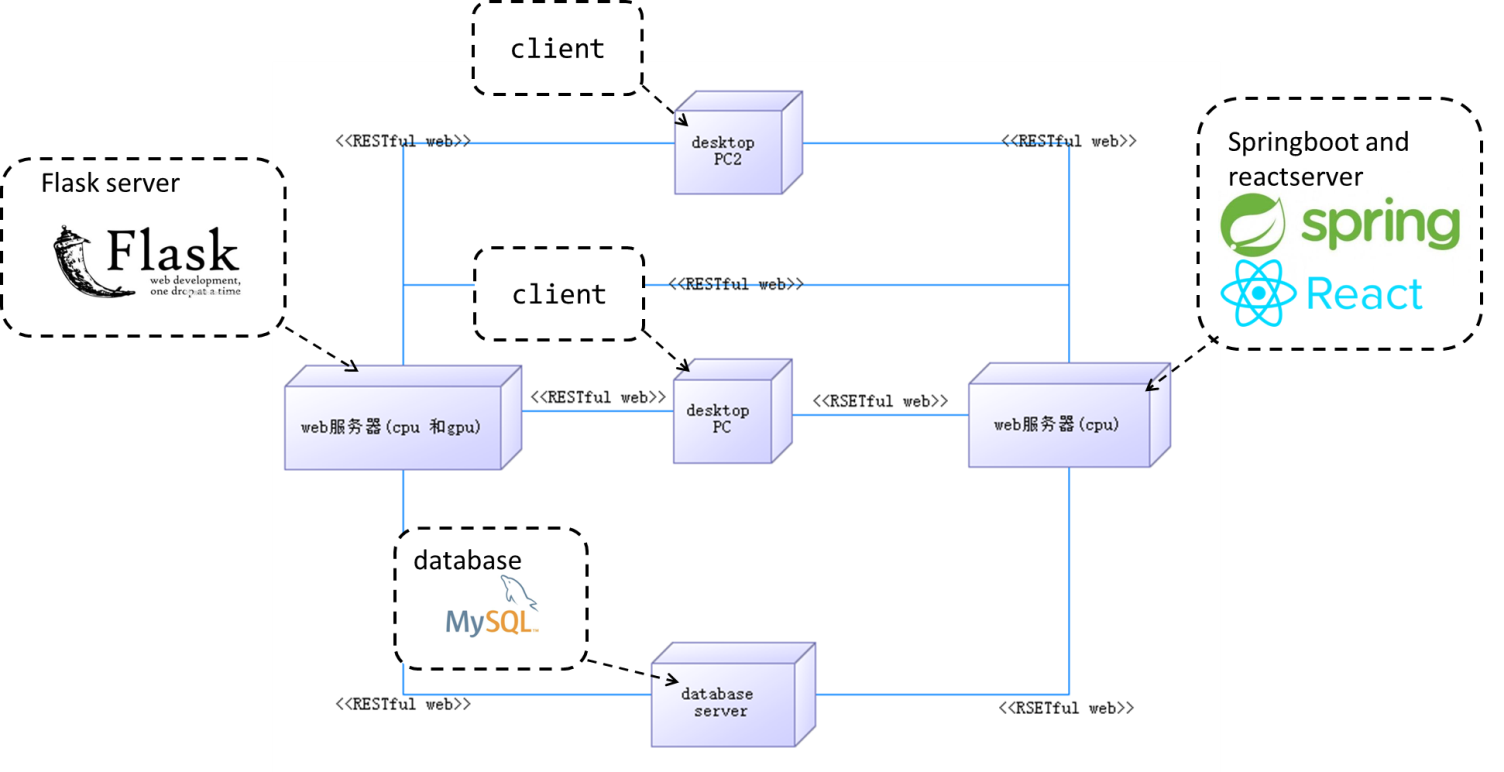 client
<<RESTful web>>
desktop
PC2
<<RESTful web>>
Springboot and
reactserver
spring
React
Flask server
Flask
web development,
one drop at a time
client
<<RESTful web>>
web服务器(cpu 和gpu)
<<RESTful web>>
desktop
PC
<<RSETful web>>
web服务器(cpu)
database
MySQL
<<RESTful web>>
database
server
<<RSETful web>>